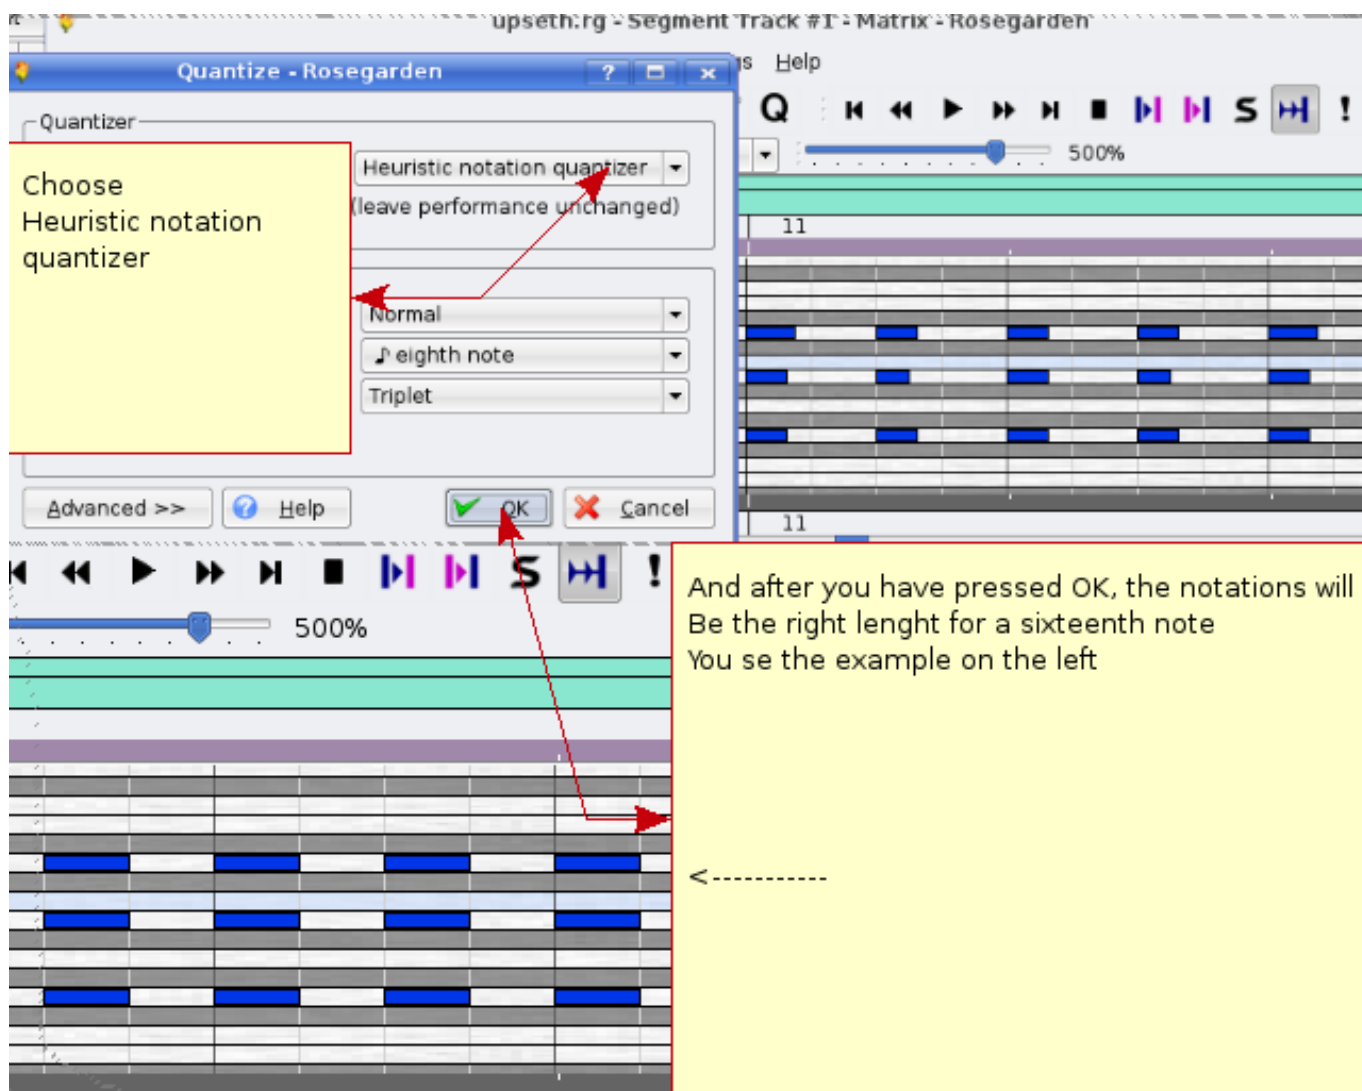 upseth.rg - Segment Track #1 - Matrix - Rosegarden
Quantize - Rosegarden
gs Help
Quantizer
Q
S
!
Heuristic notation quantizer
500%
Choose
Heuristic notation
quantizer
(leave performance unchanged)
11
Normal
eighth note
Triplet
Advanced >>
Help
OK
Cancel
11
S
!
500%
And after you have pressed OK, the notations will
Be the right lenght for a sixteenth note
You se the example on the left
<-----------